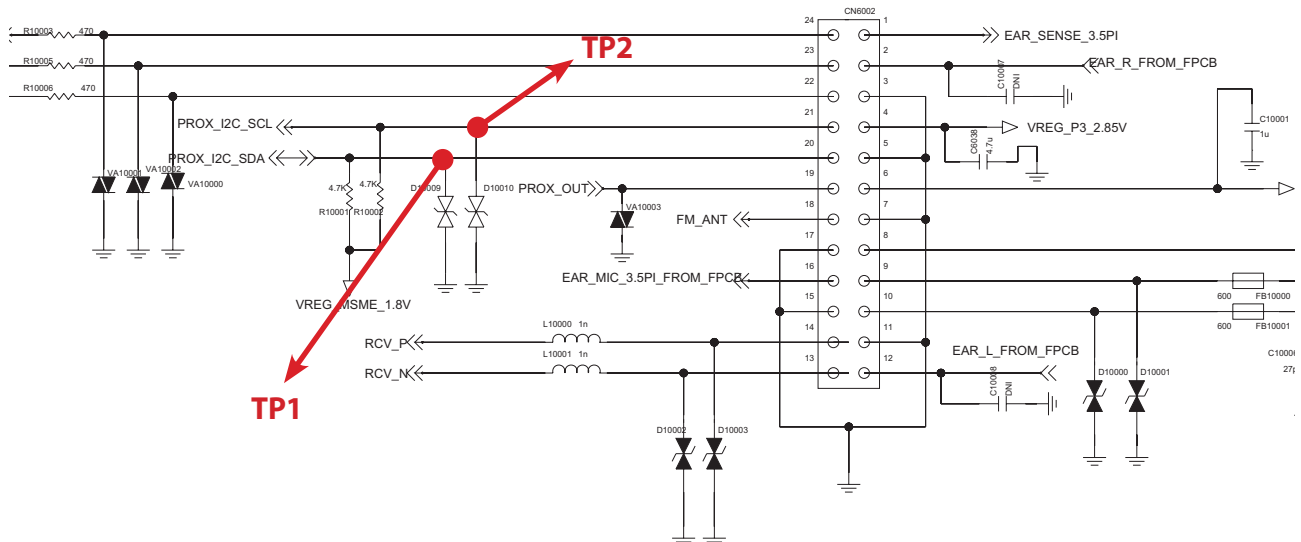 CN6002
R10003 470
24 1
EAR_SENSE_3.5PI
TP2
R10005 470
23 2
EAR_R_FROM_FPCB
C10007
DNI
R10006 470
22 3
PROX_I2C_SCL
21 4
VREG_P3_2.85V
C10001
1u
C6038
4.7u
PROX_I2C_SDA
20 5
VA10001 VA10002
VA10000
4.7K 4.7K
R10001 R10002
D10009 D10010
PROX_OUT
19 6
VA10003
FM_ANT
18 7
17 8
EAR_MIC_3.5PI_FROM_FPCB
16 9
VREG_MSME_1.8V
600 FB10000
15 10
600 FB10001
L10000 1n
RCV_P
14 11
L10001 1n
RCV_N
13 12
EAR_L_FROM_FPCB
C10008
DNI
D10000 D10001
C10006
27p
TP1
D10002 D10003